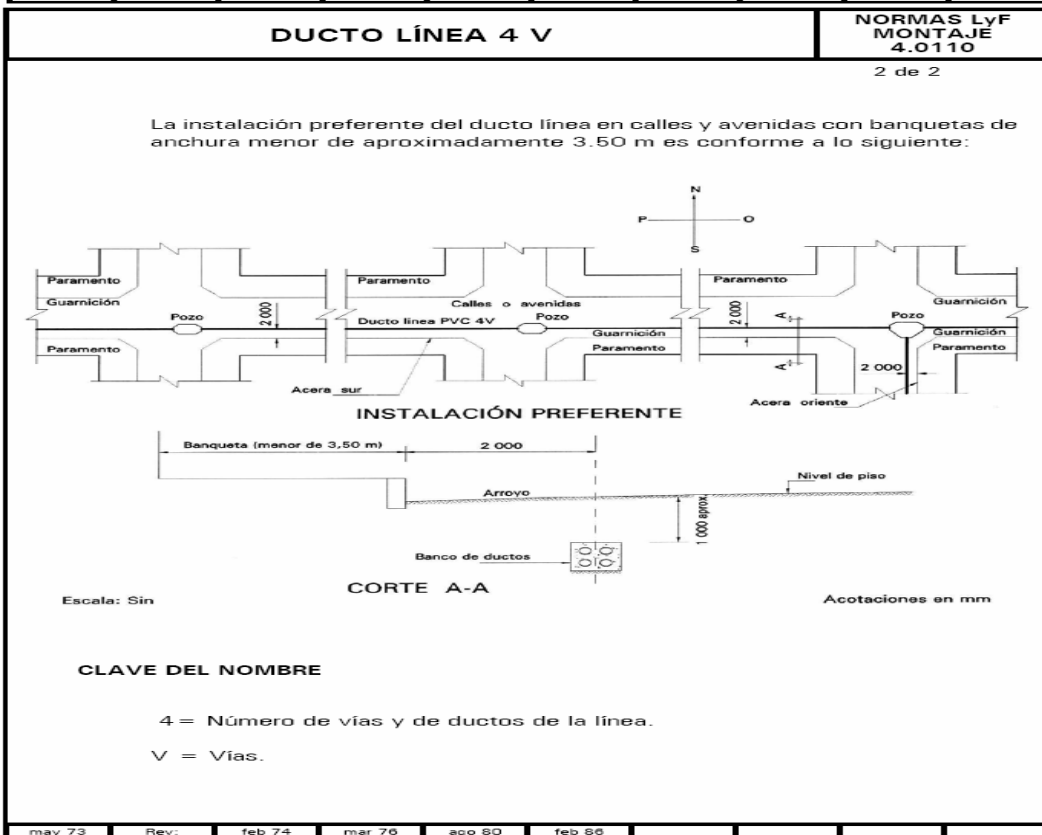 DUCTO LÍNEA 4 V
NORMAS LyF
MONTAJE
4.0110
2 de 2
La instalación preferente del ducto línea en calles y avenidas con banquetas de
anchura menor de aproximadamente 3.50 m es conforme a lo siguiente:
N
P
O
S
Paramento
Paramento
Paramento
Guarnición
Calles o avenidas
Guarnición
Pozo
2 000
Ducto línea PVC 4V
Pozo
2 000
A
Pozo
Guarnición
Guarnición
Paramento
Paramento
A
Paramento
2 000
Acera sur
Acera oriente
INSTALACIÓN PREFERENTE
Banqueta (menor de 3,50 m)
2 000
Nivel de piso
Arroyo
1 000 aprox.
Banco de ductos
CORTE A-A
Escala: Sin
Acotaciones en mm
CLAVE DEL NOMBRE
4 = Número de vías y de ductos de la línea.
V = Vías.
may 73 Rev: feb 74 mar 76 ago 80 feb 86